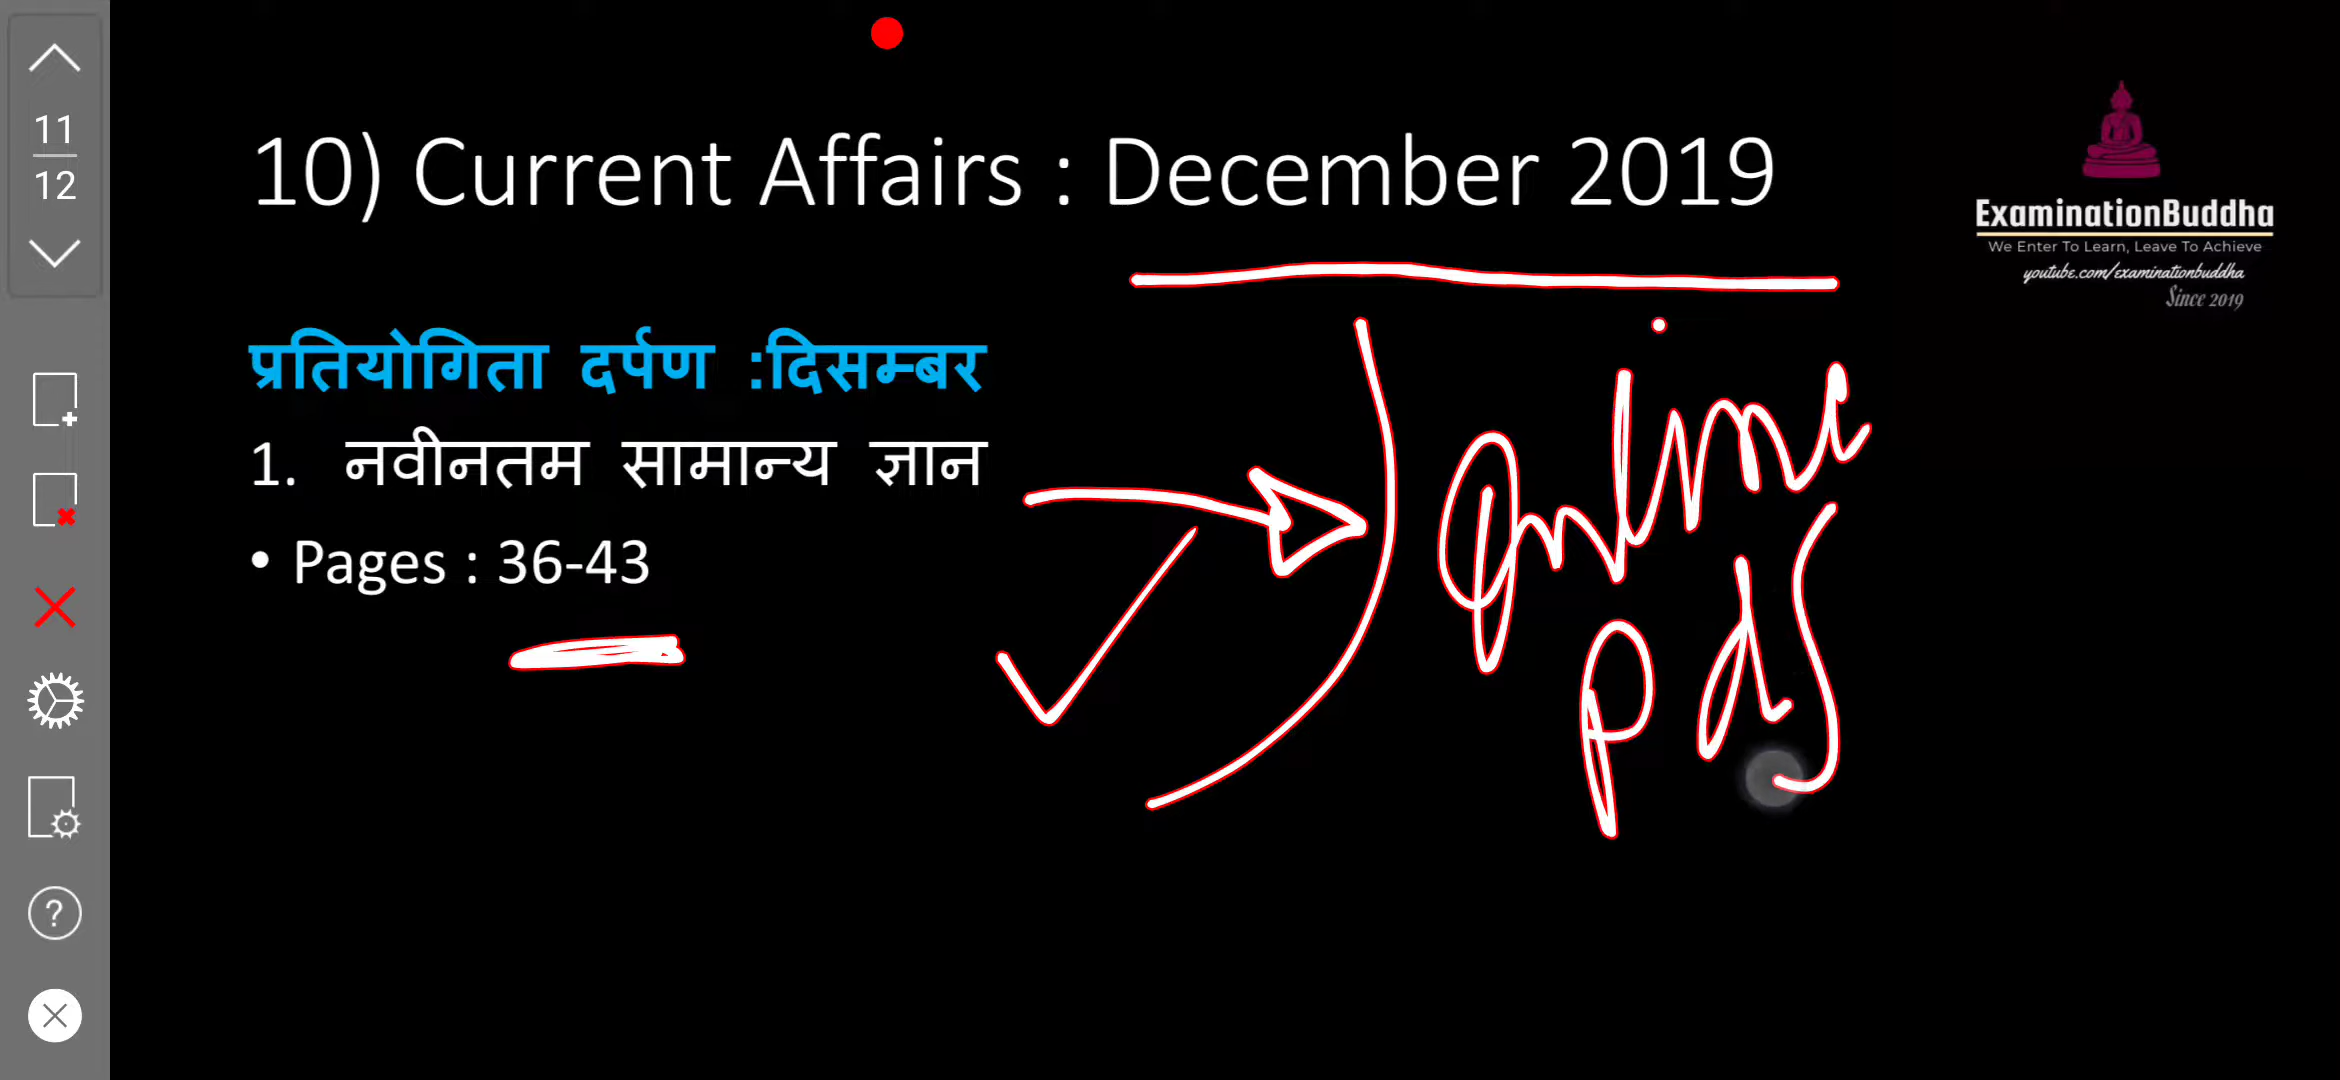 11
12
10) Current Affairs : December 2019
ExaminationBuddha
We Enter To Learn, Leave To Achieve
youtube.com/examinationbuddha
Since 2019
प्रतियोगिता दर्पण :दिसम्बर
1. नवीनतम सामान्य ज्ञान
• Pages : 36-43
pdf
?